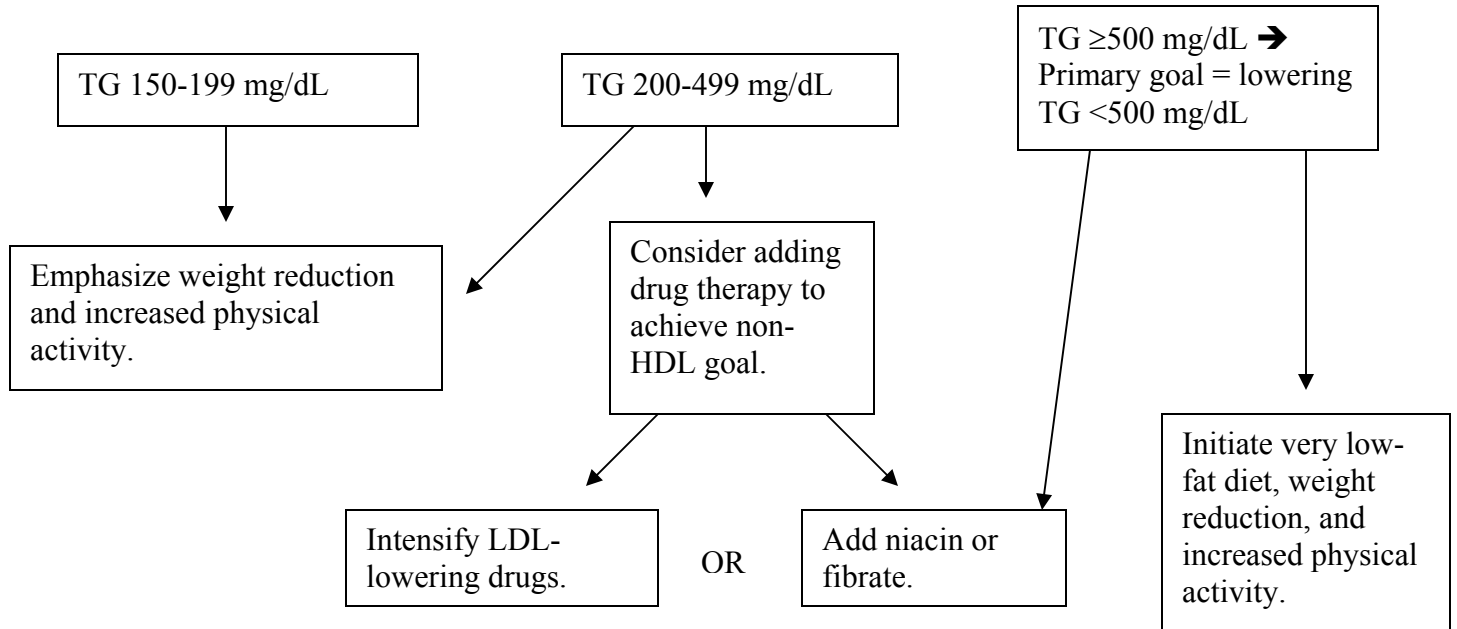 TG 150-199 mg/dL
TG 200-499 mg/dL
TG ≥500 mg/dL ➔
Primary goal = lowering
TG <500 mg/dL
Emphasize weight reduction
and increased physical
activity.
Consider adding
drug therapy to
achieve non-
HDL goal.
Intensify LDL-
lowering drugs.
OR
Add niacin or
fibrate.
Initiate very low-
fat diet, weight
reduction, and
increased physical
activity.